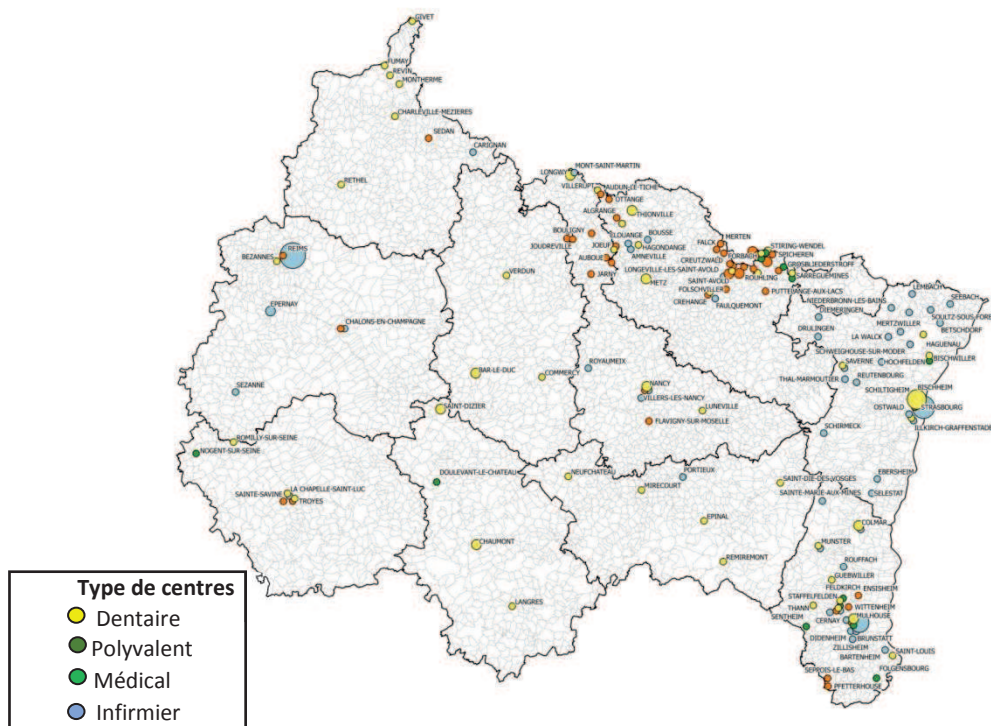 GIVET
FUMAY
REVIN
MONTHERME
CHARLEVILLE-MEZIERES
SEDAN
CARIGNAN
RETHEL
MONT-SAINT-MARTIN
LONGWY
VILLERUPT
AUDUN-LE-TICHE
OTTANGE
ALGRANGE
THIONVILLE
BOULIGNY
JOUDREVILLE
ELOUANGE
BOUSSE
JOEUF
HAGONDANGE
AMNEVILLE
AUBOUE
JARNY
METZ
FALCK
MERTEN
CREUTZWALD
FORBACH
STIRING-WENDEL
SPICHEREN
GROSBLIEDERSTROFF
SARREGUEMINES
LONGEVILLE-LES-SAINT-AVOLD
ROUHLING
SAINT-AVOLD
FOLSCHVILLER
PUTTELANGE-AUX-LACS
CREHANGE
FAULQUEMONT
REIMS
BEZANNES
VERDUN
EPERNAY
CHALONS-EN-CHAMPAGNE
LEMBACH
SEEBACH
NIEDERBRONN-LES-BAINS
DIEMERINGEN
SOULTZ-SOUS-FORE
MERTZWILLER
BETSCHDORF
DRULINGEN
LA WALCK
HAGUENAU
SCHWEIGHOUSE-SUR-MODER
BISCHWILLER
SAVERNE
HOCHFELDEN
ROYAUMEIX
BAR-LE-DUC
COMMERCY
THAL-MARMOUTIER
REUTENBOURG
SCHILTIGHEIM
BISCHHEIM
SEZANNE
NANCY
VILLERS-LES-NANCY
LUNEVILLE
FLAVIGNY-SUR-MOSELLE
OSTWALD
STRASBOURG
ILLKIRCH-GRAFFENSTADE
SAINT-DIZIER
SCHIRMECK
ROMILLY-SUR-SEINE
NOGENT-SUR-SEINE
DOULEVANT-LE-CHATEAU
NEUFCHATEAU
PORTIEUX
MIRECOURT
SAINT-DIE-DES-VOSGES
EBERSHEIM
SAINTE-MARIE-AUX-MINES
SELESTAT
LA CHAPELLE-SAINT-LUC
SAINTE-SAVINE
TROYES
EPINAL
COLMAR
CHAUMONT
MUNSTER
REMIREMONT
ROUFFACH
GUEBWILLER
ENSISHEIM
FELDKIRCH
STAFFELFELDEN
LANGRES
THANN
WITTENHEIM
SENTHEIM
CERNAY
MULHOUSE
DIDENHEIM
BRUNSTATT
ZILLISHEIM
BARTENHEIM
SAINT-LOUIS
SEPPOIS-LE-BAS
FOLGENSBOURG
PFETTERHOUSE
Type de centres
Dentaire
Polyvalent
Médical
Infirmier